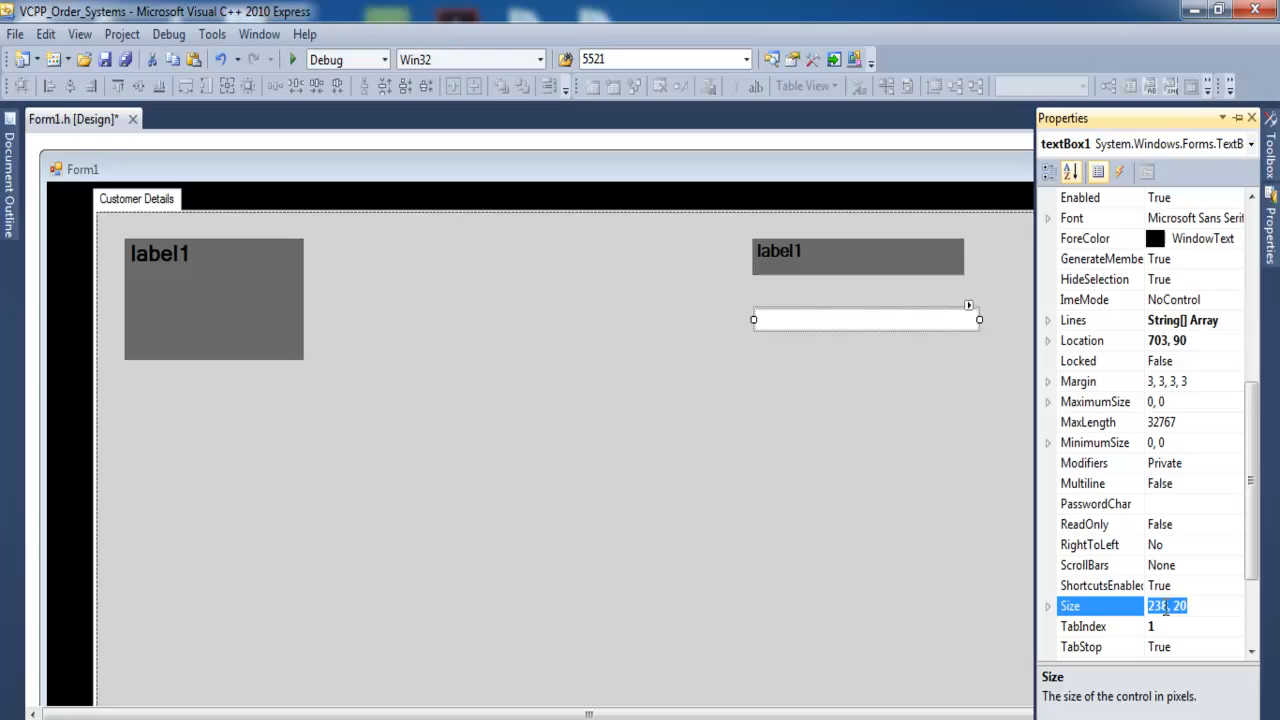 VCPP_Order_Systems - Microsoft Visual C++ 2010 Express
File Edit View Project Debug Tools Window Help
Debug Win32 5521
Table View
Form1.h [Design]*
Document Outline
Form1
Customer Details
label1
label1
Properties
textBox1 System.Windows.Forms.TextB
Enabled True
Font Microsoft Sans Serif
ForeColor WindowText
GenerateMembe True
HideSelection True
ImeMode NoControl
Lines String[] Array
Location 703, 90
Locked False
Margin 3, 3, 3, 3
MaximumSize 0, 0
MaxLength 32767
MinimumSize 0, 0
Modifiers Private
Multiline False
PasswordChar
ReadOnly False
RightToLeft No
ScrollBars None
ShortcutsEnabled True
Size 238, 20
TabIndex 1
TabStop True
Size
The size of the control in pixels.
Toolbox
Properties